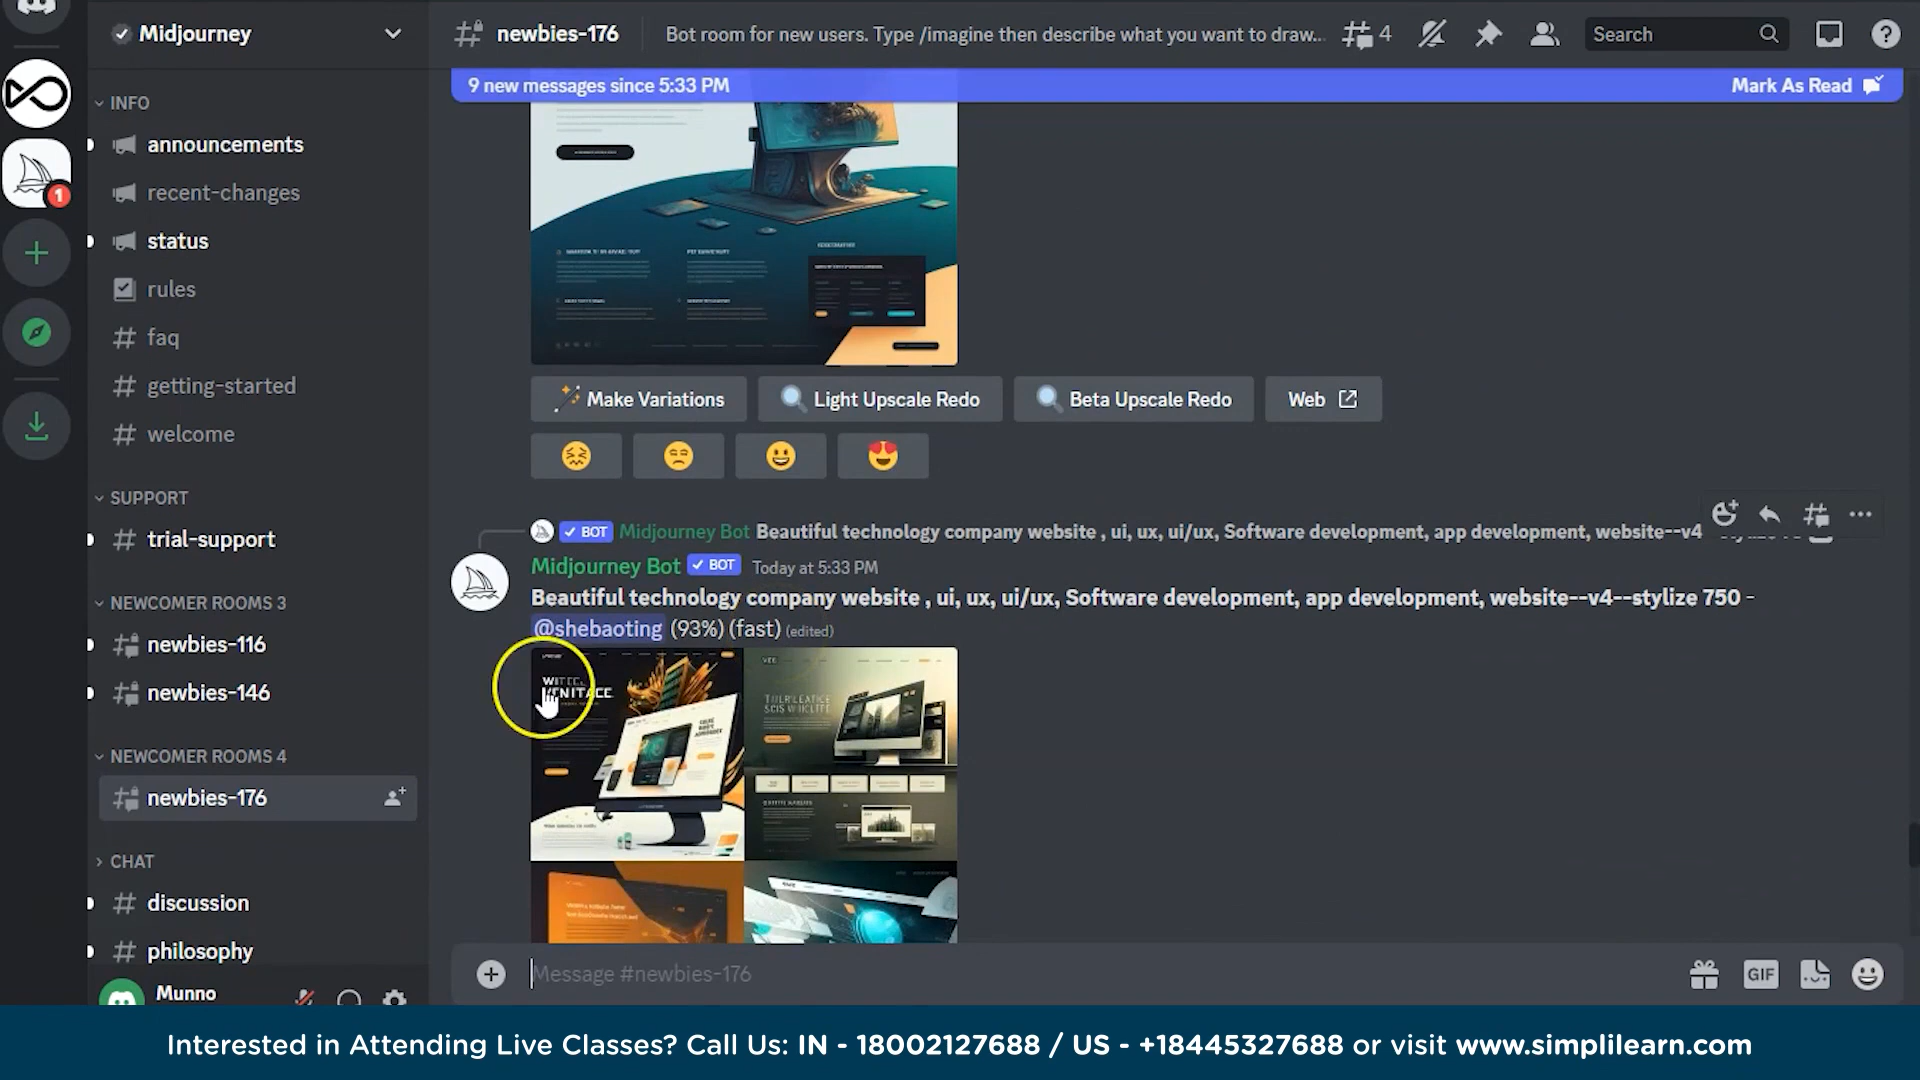 Midjourney
newbies-176
Bot room for new users. Type /imagine then describe what you want to draw...
4
Search
9 new messages since 5:33 PM
Mark As Read
INFO
announcements
recent-changes
1
status
rules
faq
getting-started
welcome
SUPPORT
trial-support
NEWCOMER ROOMS 3
newbies-116
newbies-146
NEWCOMER ROOMS 4
newbies-176
CHAT
discussion
philosophy
Munno
Make Variations
Light Upscale Redo
Beta Upscale Redo
Web
BOT Midjourney Bot Beautiful technology company website , ui, ux, ui/ux, Software development, app development, website--v4
Midjourney Bot BOT Today at 5:33 PM
Beautiful technology company website , ui, ux, ui/ux, Software development, app development, website--v4--stylize 750 -
@shebaoting (93%) (fast) (edited)
Message #newbies-176
GIF
Interested in Attending Live Classes? Call Us: IN - 18002127688 / US - +18445327688 or visit www.simplilearn.com